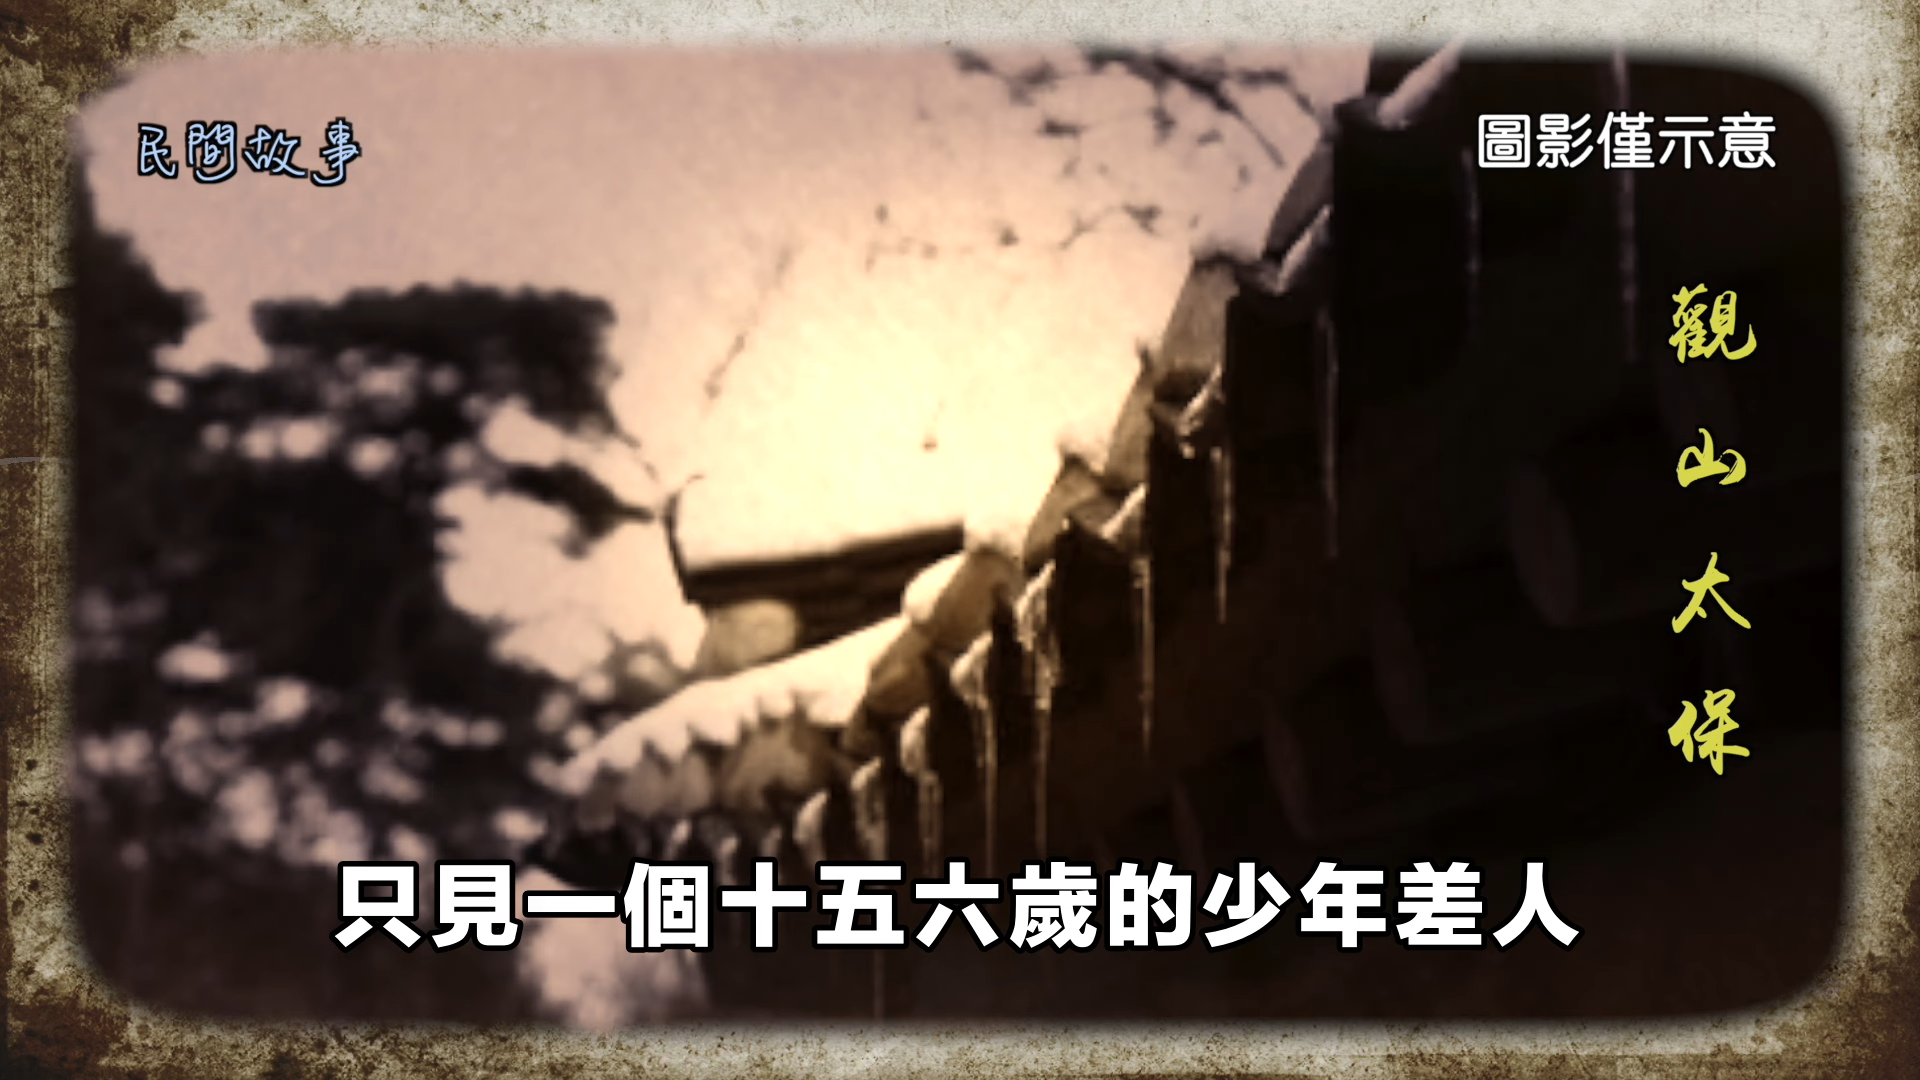 民間故事
圖影僅示意
觀山太保
只見一個十五六歲的少年差人